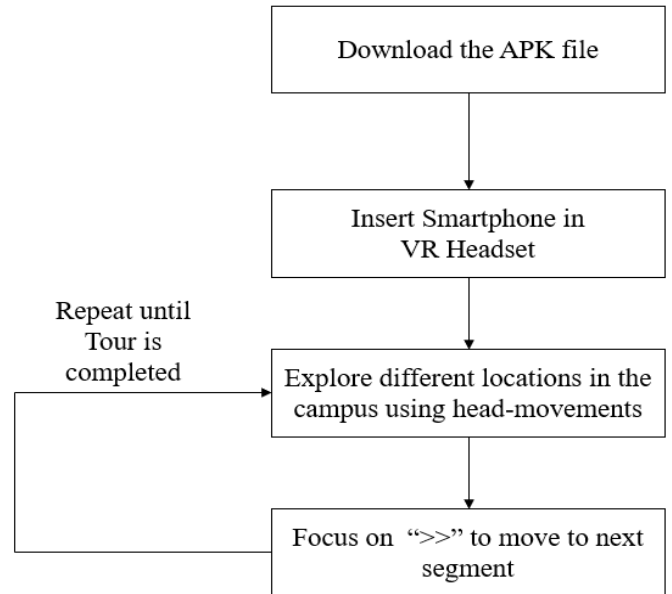 Download the APK file
Insert Smartphone in
VR Headset
Repeat until
Tour is
completed
Explore different locations in the
campus using head-movements
Focus on “>>” to move to next
segment